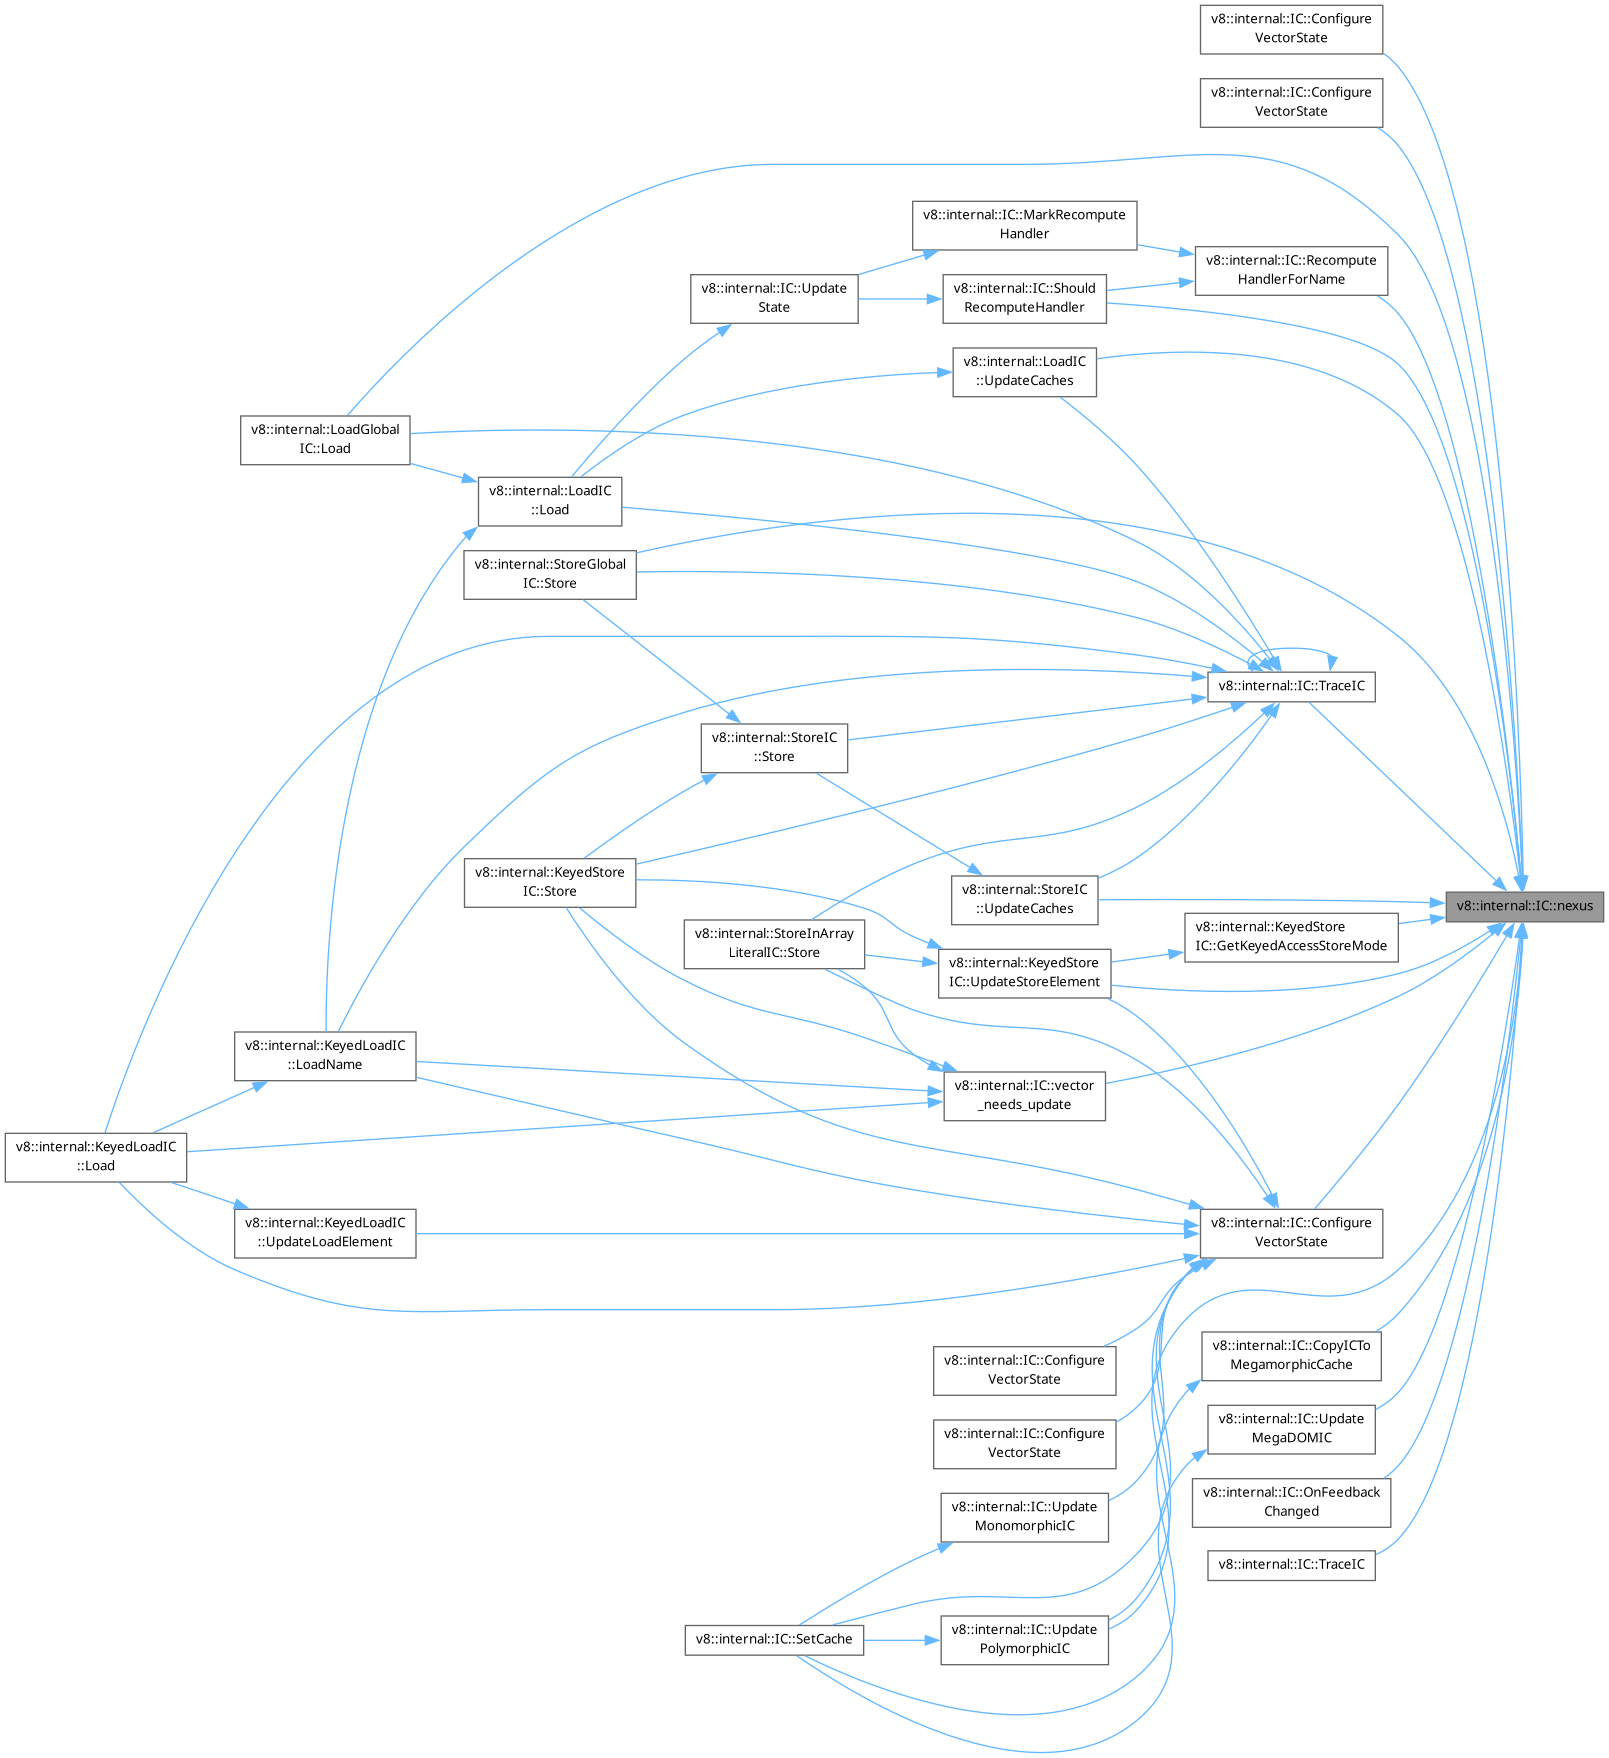 v8::internal::IC::Configure
VectorState
v8::internal::IC::Configure
VectorState
v8::internal::IC::MarkRecompute
Handler
v8::internal::IC::Recompute
HandlerForName
v8::internal::IC::Update
State
v8::internal::IC::Should
RecomputeHandler
v8::internal::LoadIC
::UpdateCaches
v8::internal::LoadGlobal
IC::Load
v8::internal::LoadIC
::Load
v8::internal::StoreGlobal
IC::Store
v8::internal::IC::TraceIC
v8::internal::StoreIC
::Store
v8::internal::KeyedStore
IC::Store
v8::internal::StoreIC
::UpdateCaches
v8::internal::IC::nexus
v8::internal::KeyedStore
IC::GetKeyedAccessStoreMode
v8::internal::StoreInArray
LiteralIC::Store
v8::internal::KeyedStore
IC::UpdateStoreElement
v8::internal::KeyedLoadIC
::LoadName
v8::internal::IC::vector
_needs_update
v8::internal::KeyedLoadIC
::Load
v8::internal::KeyedLoadIC
::UpdateLoadElement
v8::internal::IC::Configure
VectorState
v8::internal::IC::Configure
VectorState
v8::internal::IC::CopyICTo
MegamorphicCache
v8::internal::IC::Configure
VectorState
v8::internal::IC::Update
MegaDOMIC
v8::internal::IC::Update
MonomorphicIC
v8::internal::IC::OnFeedback
Changed
v8::internal::IC::TraceIC
v8::internal::IC::SetCache
v8::internal::IC::Update
PolymorphicIC